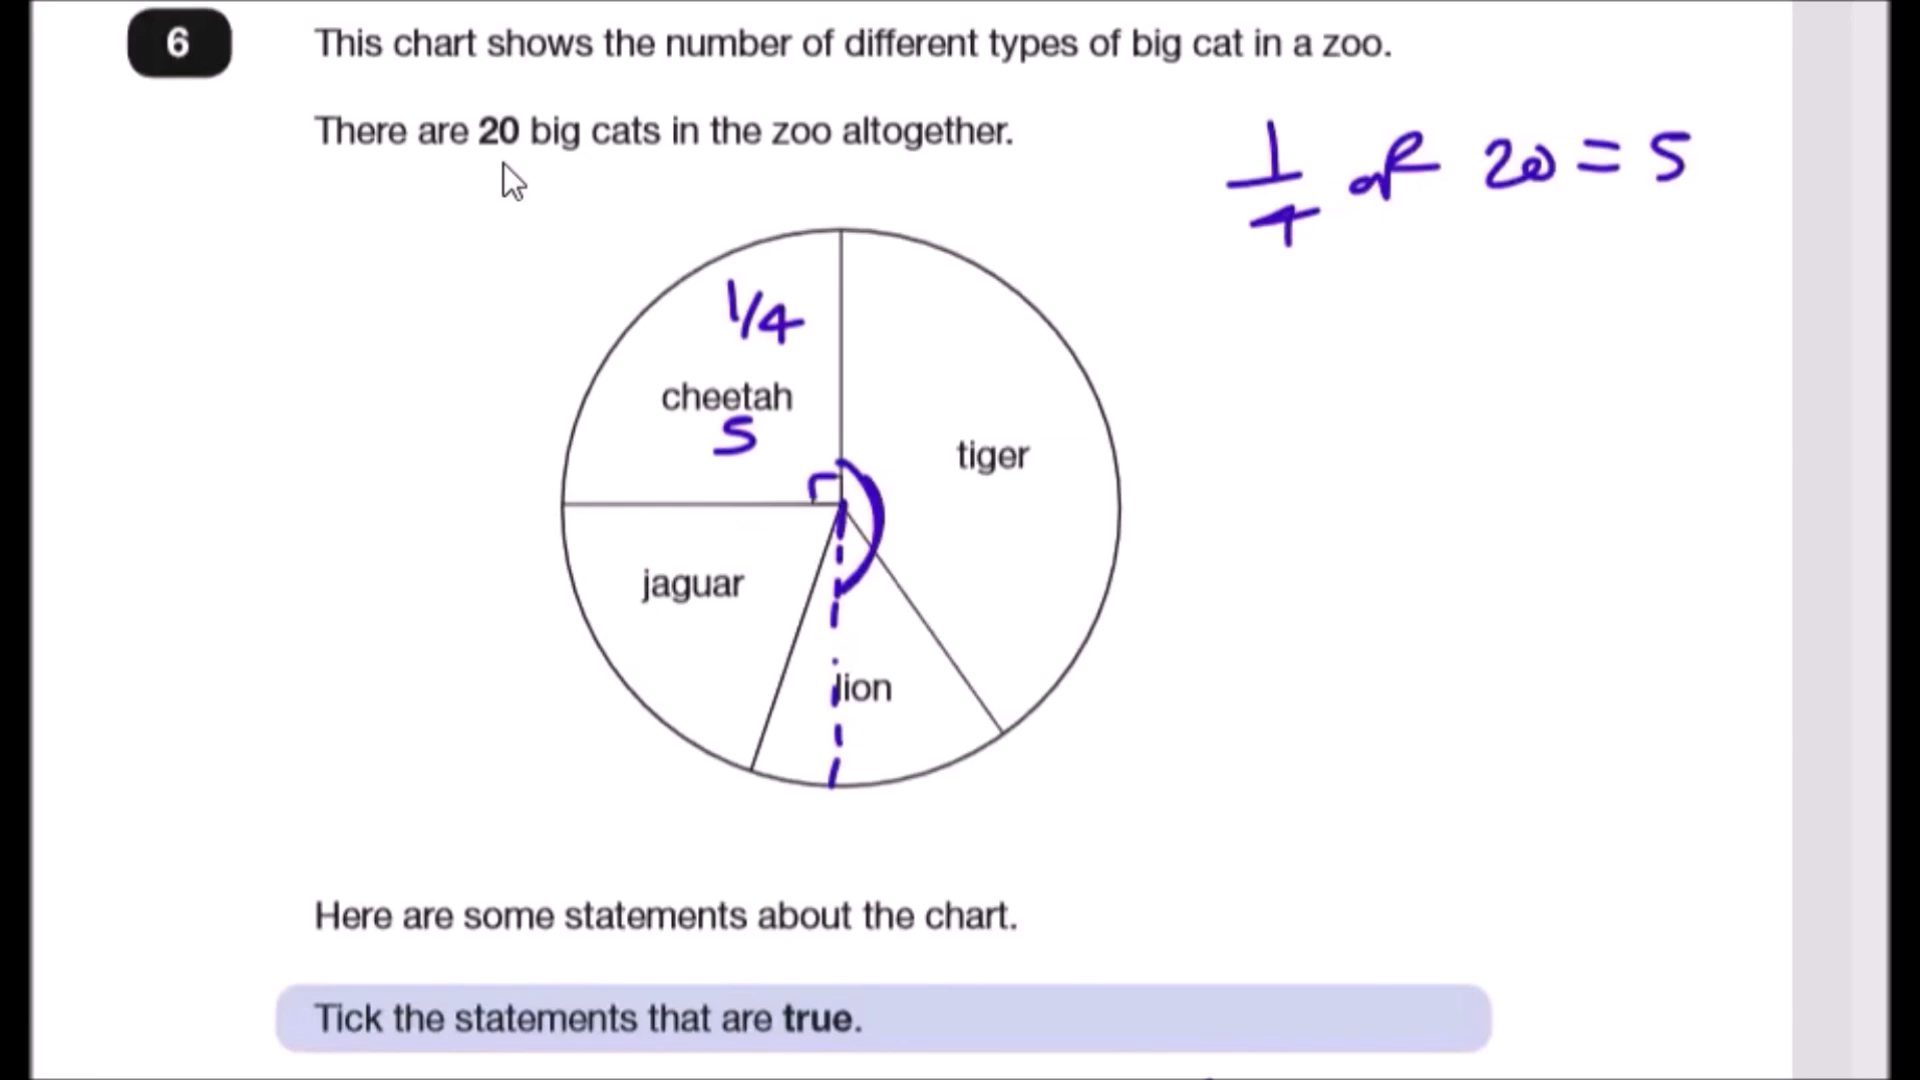 6
This chart shows the number of different types of big cat in a zoo.
There are 20 big cats in the zoo altogether.
1/4 of 20 = 5
1/4
cheetah
5
tiger
jaguar
lion
Here are some statements about the chart.
Tick the statements that are true.